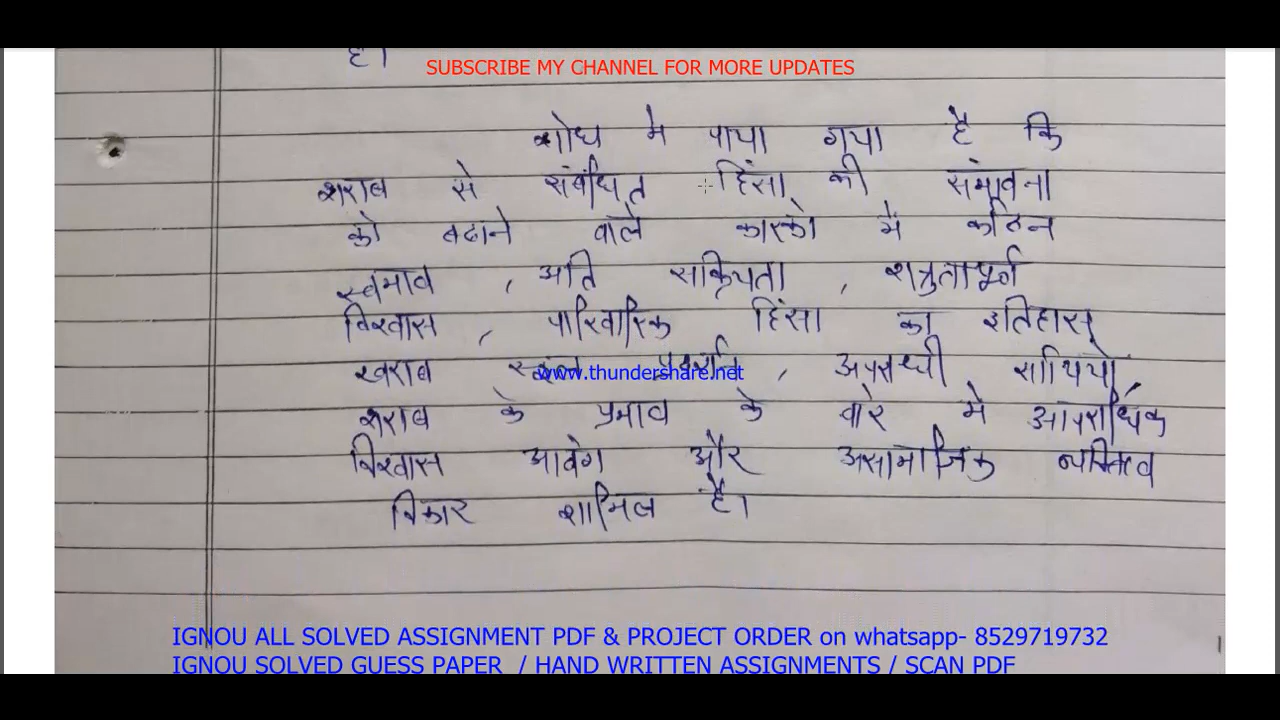 है।
SUBSCRIBE MY CHANNEL FOR MORE UPDATES
शोध मे पाया गया है कि
शराब से संबंधित हिंसा की संभावना
को बढाने वाले कारको मे कठिन
स्वभाव , अति सक्रियता , शत्रुतापूर्ण
विश्वास , पारिवारिक हिंसा का इतिहास,
खराब स्कूल प्रदर्शन , अपराधी साथियो,
www.thundershare.net
शराब के प्रभाव के बारे मे आपराधिक
विश्वास आवेग और असामाजिक व्यक्तित्व
विकार शामिल है।
IGNOU ALL SOLVED ASSIGNMENT PDF & PROJECT ORDER on whatsapp- 8529719732
IGNOU SOLVED GUESS PAPER / HAND WRITTEN ASSIGNMENTS / SCAN PDF